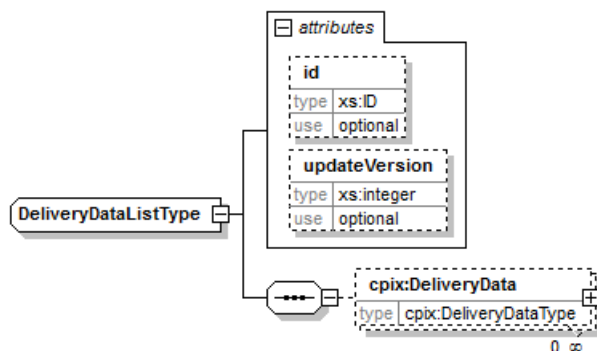 attributes
id
type xs:ID
use optional
updateVersion
type xs:integer
use optional
DeliveryDataListType
cpix:DeliveryData
type cpix:DeliveryDataType
0 ∞